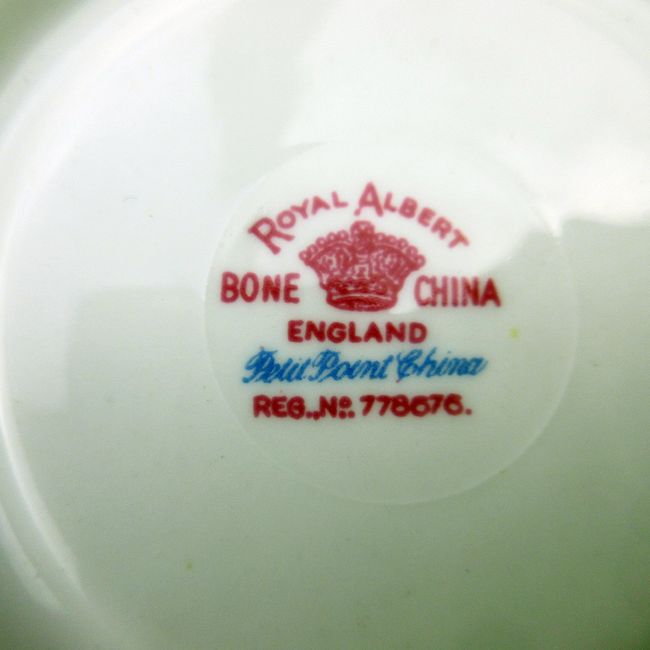 ROYAL ALBERT
BONE CHINA
ENGLAND
Petit Point China
REG., No. 778676.